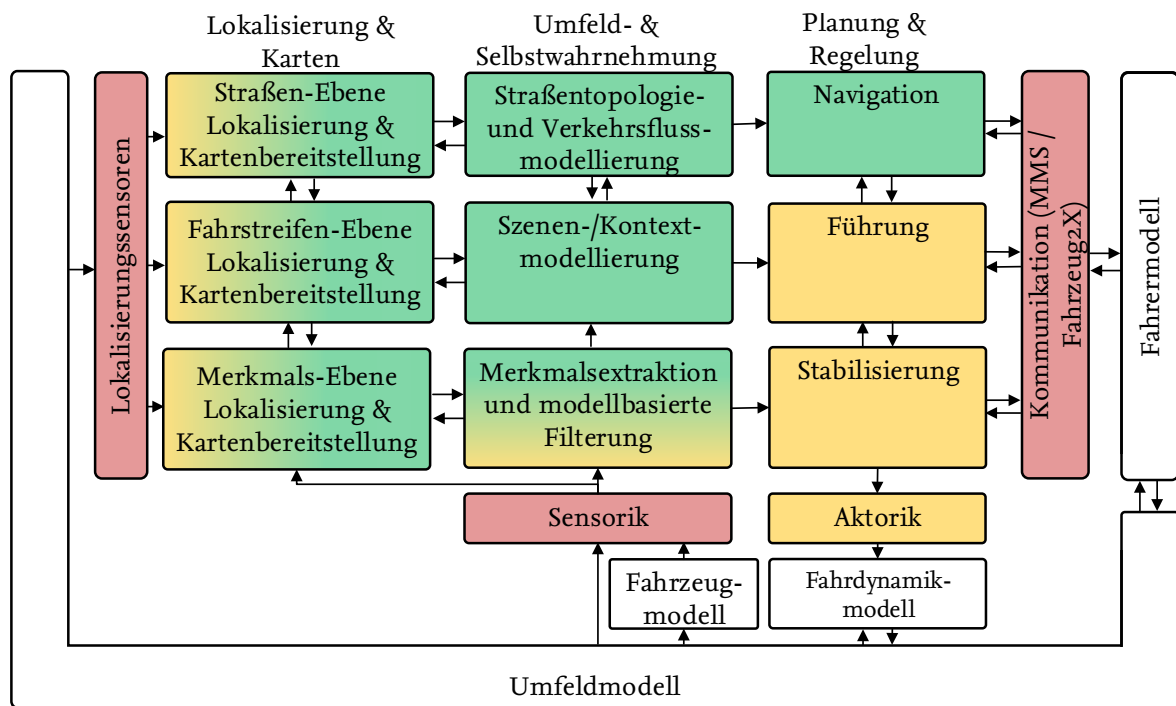 Lokalisierung &
Karten
Umfeld- &
Selbstwahrnehmung
Planung &
Regelung
Lokalisierungssensoren
Straßen-Ebene
Lokalisierung &
Kartenbereitstellung
Straßentopologie-
und Verkehrsfluss-
modellierung
Navigation
Fahrstreifen-Ebene
Lokalisierung &
Kartenbereitstellung
Szenen-/Kontext-
modellierung
Führung
Merkmals-Ebene
Lokalisierung &
Kartenbereitstellung
Merkmalsextraktion
und modellbasierte
Filterung
Stabilisierung
Kommunikation (MMS /
Fahrzeug2X)
Fahrermodell
Sensorik
Aktorik
Fahrzeug-
modell
Fahrdynamik-
modell
Umfeldmodell